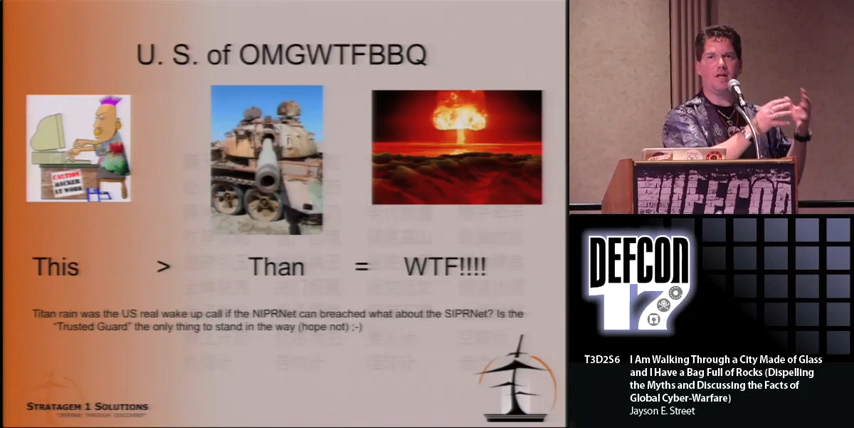 U. S. of OMGWTFBBQ
CAUTION
HACKER
AT WORK
This > Than = WTF!!!!
Titan rain was the US real wake up call if the NIPRNet can breached what about the SIPRNet? Is the
"Trusted Guard" the only thing to stand in the way (hope not) ;-)
STRATAGEM 1 SOLUTIONS
DEFCON
DEFCON
17
T3D2S6 I Am Walking Through a City Made of Glass
and I Have a Bag Full of Rocks (Dispelling
the Myths and Discussing the Facts of
Global Cyber-Warfare)
Jayson E. Street